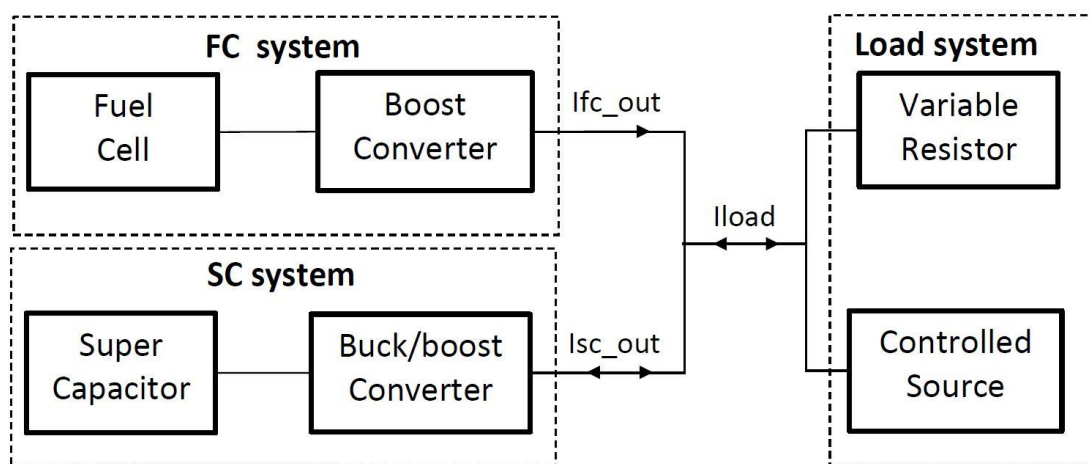 FC system
Fuel
Cell
Boost
Converter
Ifc_out
SC system
Super
Capacitor
Buck/boost
Converter
Isc_out
Iload
Load system
Variable
Resistor
Controlled
Source